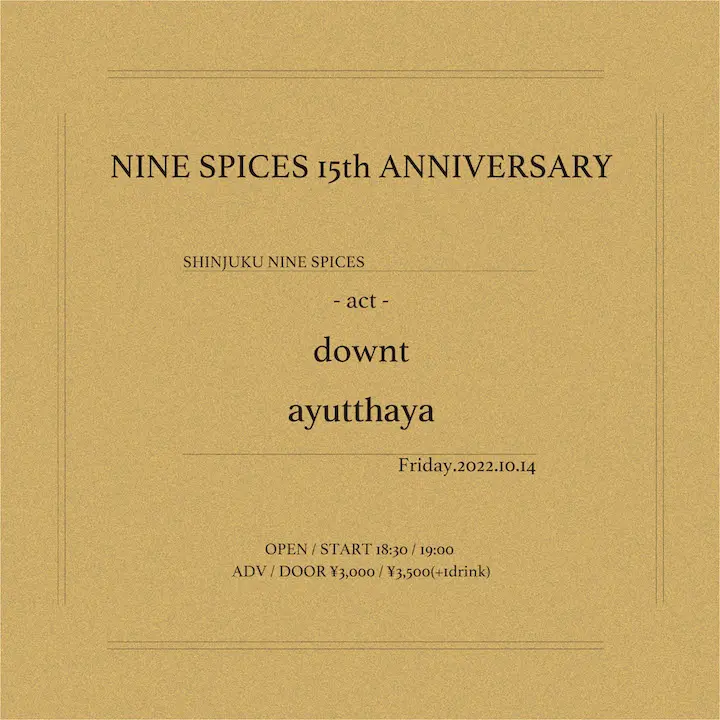 NINE SPICES 15th ANNIVERSARY
SHINJUKU NINE SPICES
- act -
downt
ayutthaya
Friday.2022.10.14
OPEN / START 18:30 / 19:00
ADV / DOOR ¥3,000 / ¥3,500(+1drink)